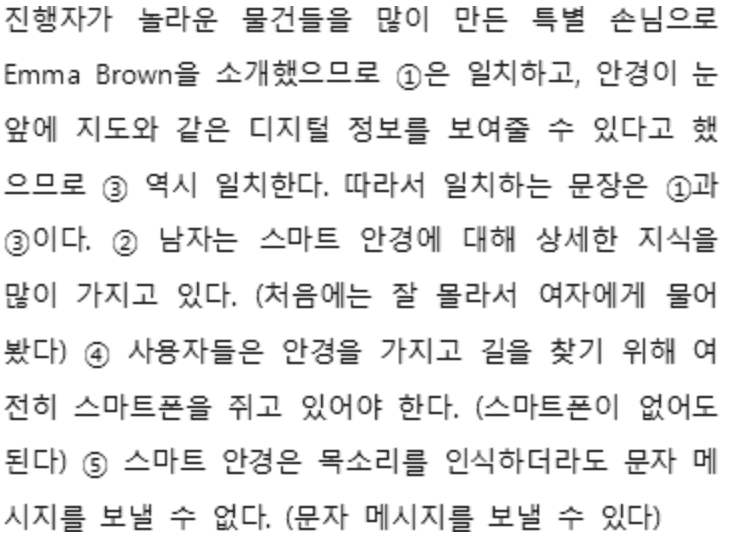 진행자가 놀라운 물건들을 많이 만든 특별 손님으로
Emma Brown을 소개했으므로 ①은 일치하고, 안경이 눈
앞에 지도와 같은 디지털 정보를 보여줄 수 있다고 했
으므로 ③ 역시 일치한다. 따라서 일치하는 문장은 ①과
③이다. ② 남자는 스마트 안경에 대해 상세한 지식을
많이 가지고 있다. (처음에는 잘 몰라서 여자에게 물어
봤다) ④ 사용자들은 안경을 가지고 길을 찾기 위해 여
전히 스마트폰을 쥐고 있어야 한다. (스마트폰이 없어도
된다) ⑤ 스마트 안경은 목소리를 인식하더라도 문자 메
시지를 보낼 수 없다. (문자 메시지를 보낼 수 있다)